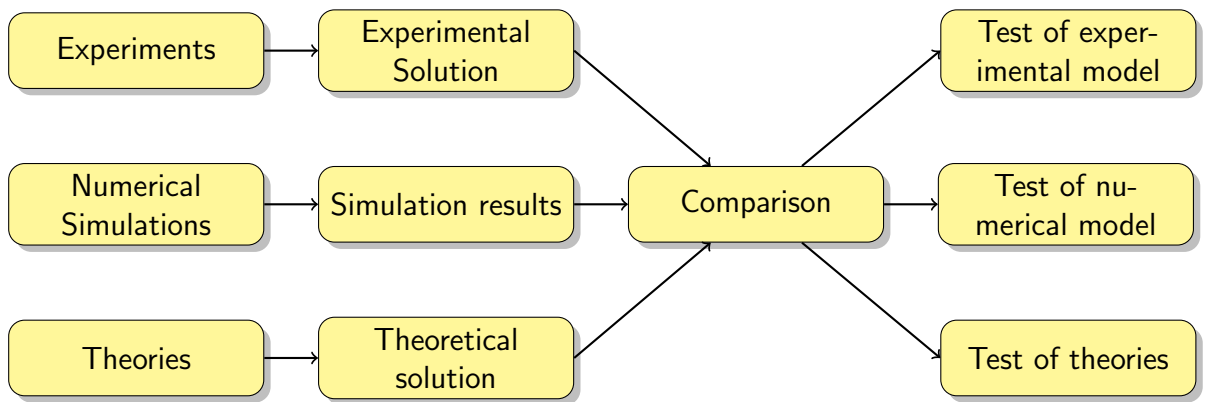 Experiments
Experimental
Solution
Test of exper-
imental model
Numerical
Simulations
Simulation results
Comparison
Test of nu-
merical model
Theories
Theoretical
solution
Test of theories